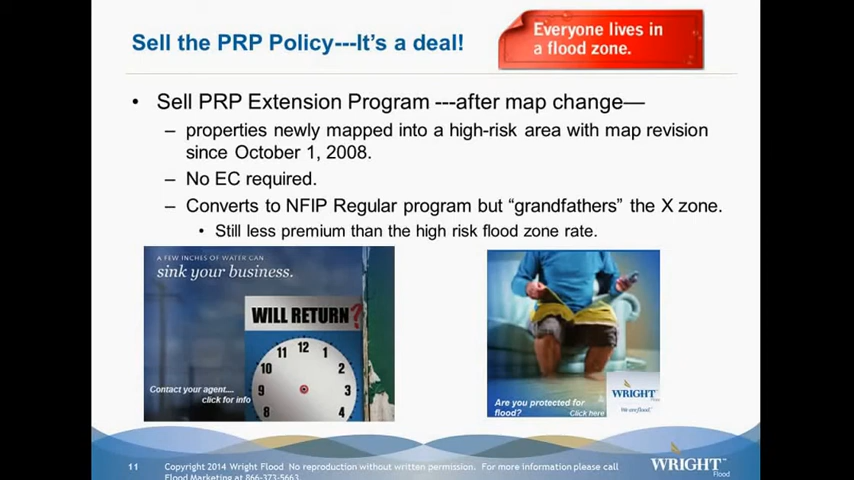 Sell the PRP Policy---It's a deal!
Everyone lives in
a flood zone.
• Sell PRP Extension Program ---after map change—
– properties newly mapped into a high-risk area with map revision
since October 1, 2008.
– No EC required.
– Converts to NFIP Regular program but “grandfathers” the X zone.
• Still less premium than the high risk flood zone rate.
A FEW INCHES OF WATER CAN
sink your business.
WILL RETURN?
11 12 1
10 2
9 3
8 4
Contact your agent....
click for info
Are you protected for
flood?
Click here
WRIGHT
Flood
We are flood.™
11
Copyright 2014 Wright Flood No reproduction without written permission. For more information please call
Flood Marketing at 866-373-5663
WRIGHT™
Flood